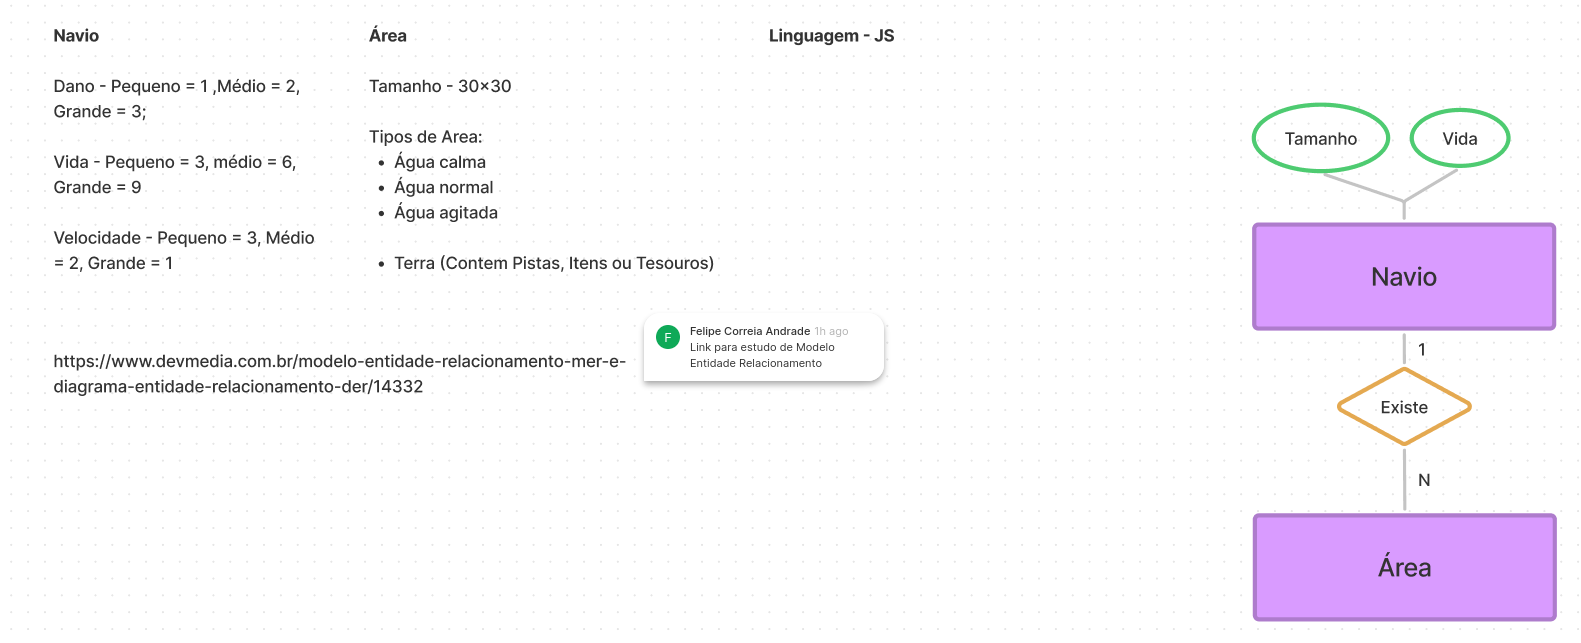 Navio
Dano - Pequeno = 1 ,Médio = 2,
Grande = 3;
Vida - Pequeno = 3, médio = 6,
Grande = 9
Velocidade - Pequeno = 3, Médio
= 2, Grande = 1
Área
Tamanho - 30x30
Tipos de Area:
• Água calma
• Água normal
• Água agitada
• Terra (Contem Pistas, Itens ou Tesouros)
Linguagem - JS
https://www.devmedia.com.br/modelo-entidade-relacionamento-mer-e-
diagrama-entidade-relacionamento-der/14332
F
Felipe Correia Andrade 1h ago
Link para estudo de Modelo
Entidade Relacionamento
Tamanho
Vida
Navio
1
Existe
N
Área